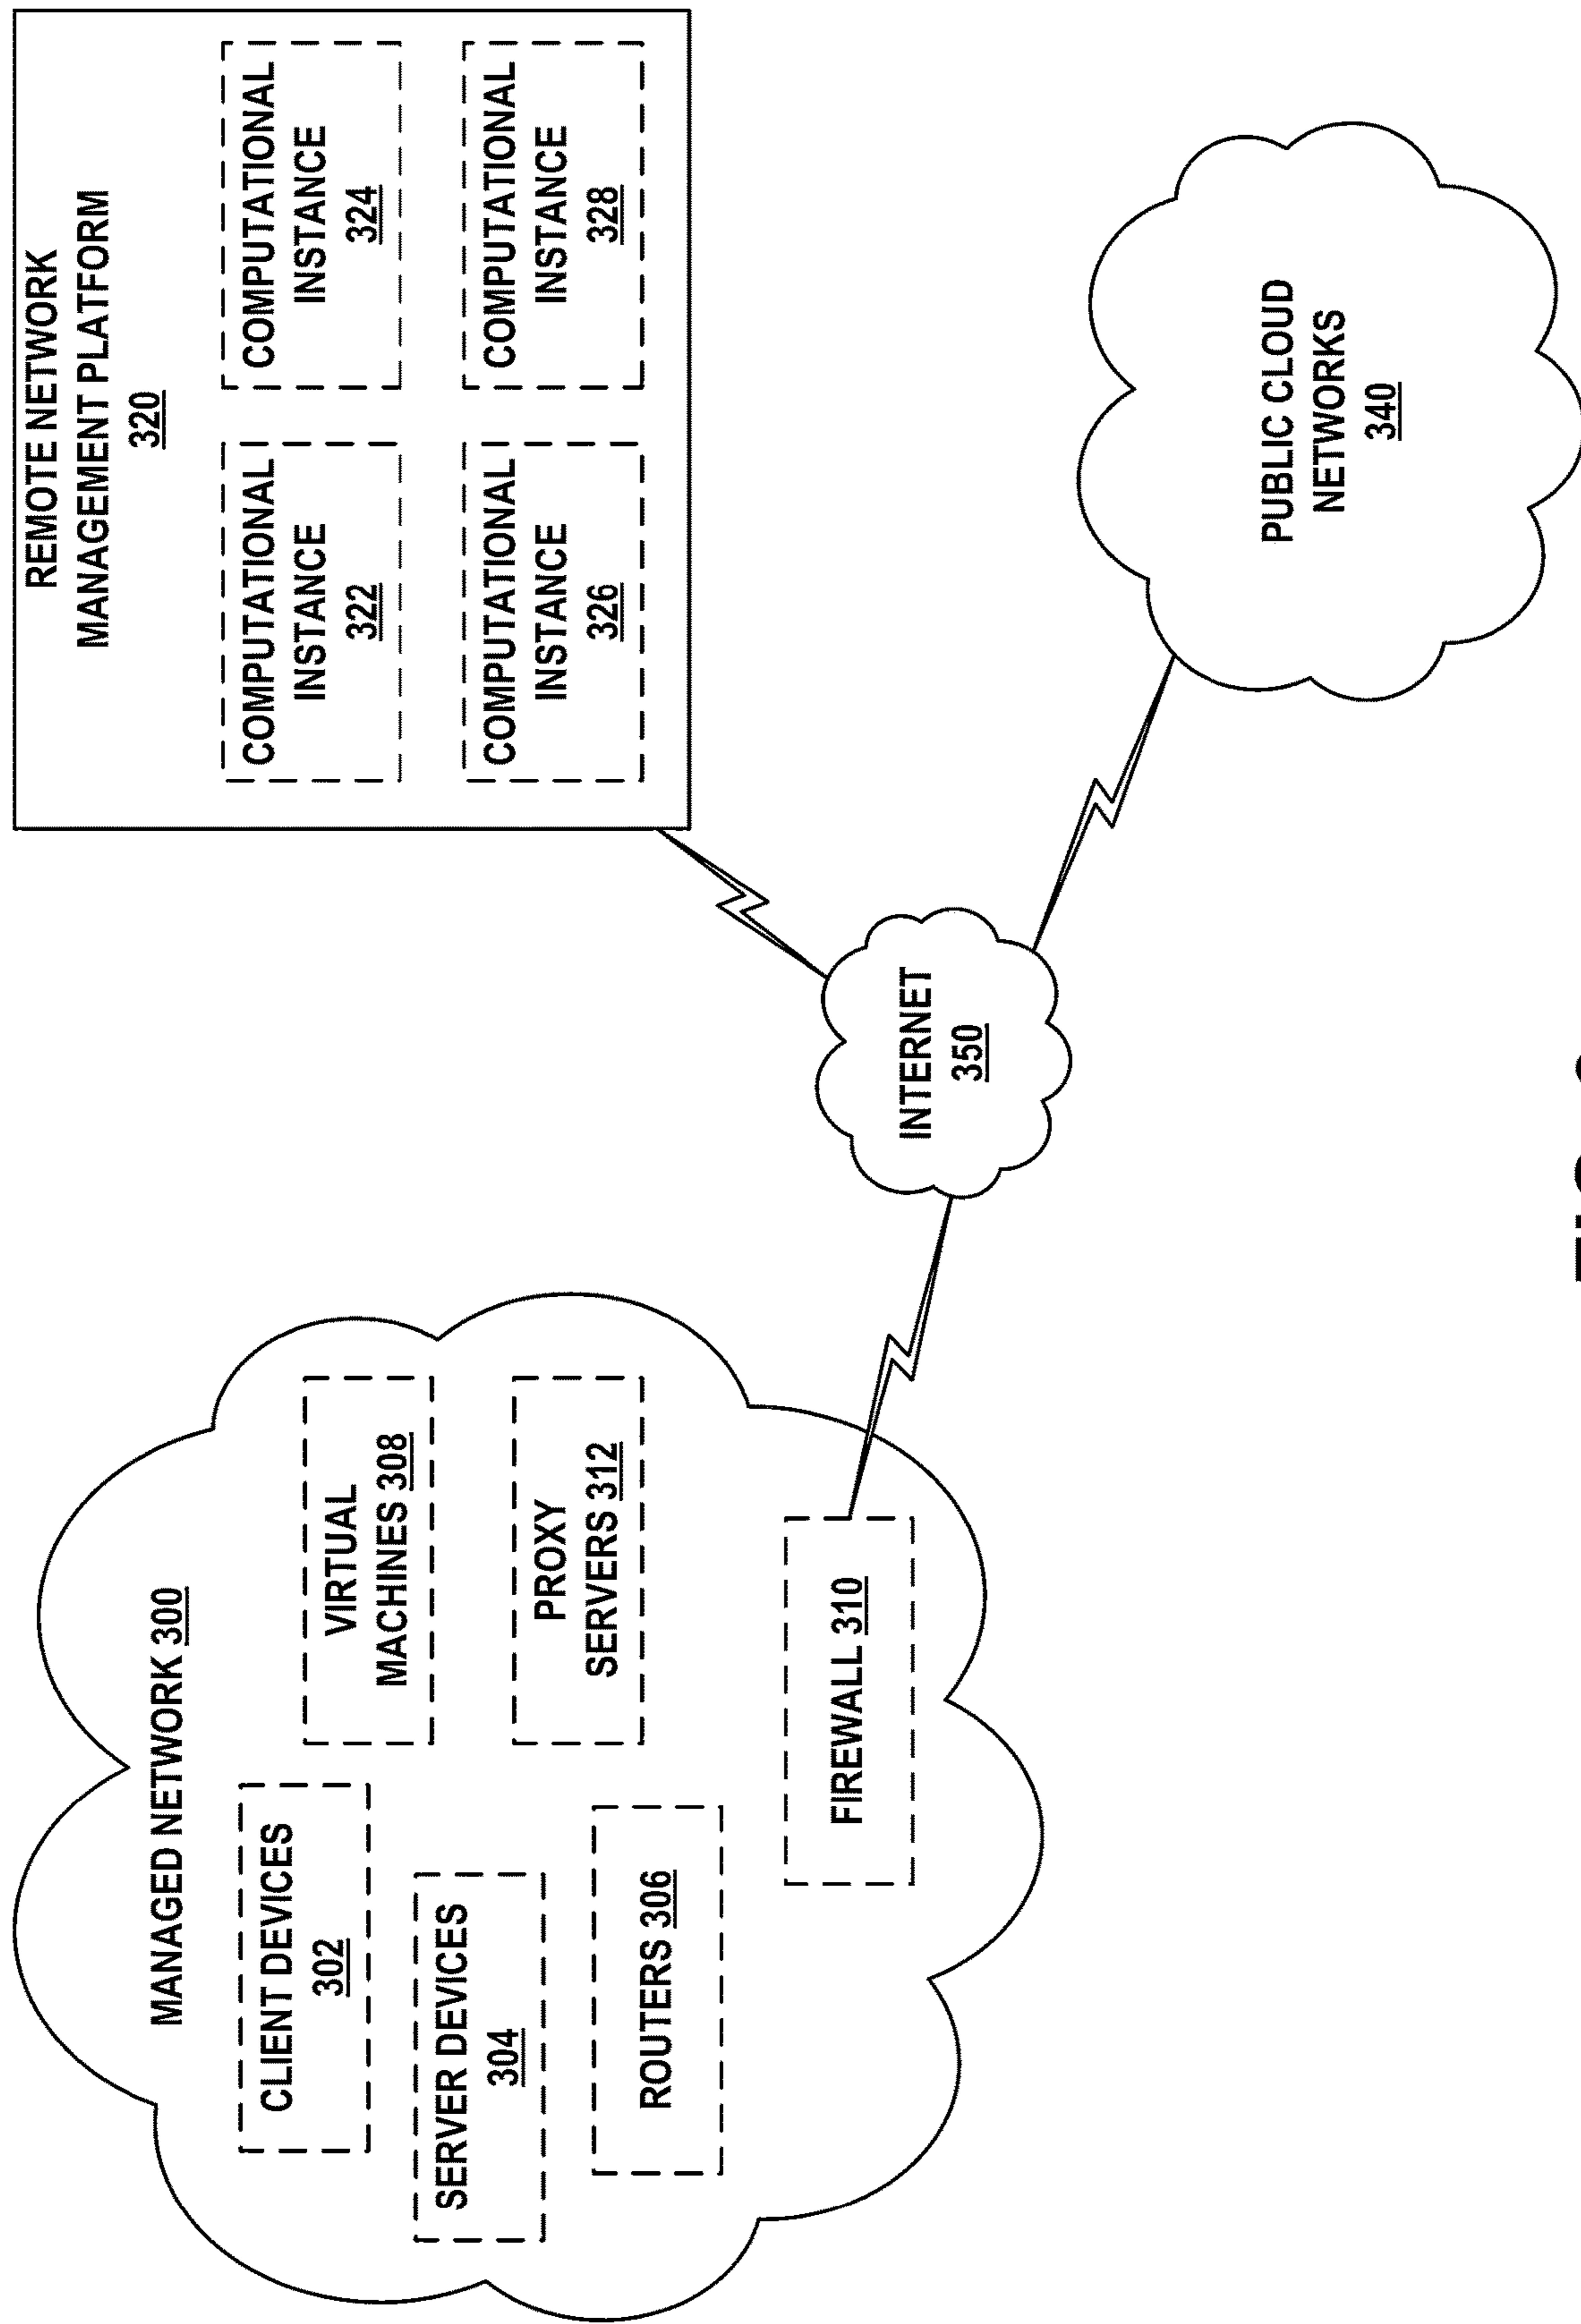 MANAGED NETWORK 300
CLIENT DEVICES
302
SERVER DEVICES
304
ROUTERS 306
VIRTUAL
MACHINES 308
PROXY
SERVERS 312
FIREWALL 310
INTERNET
350
REMOTE NETWORK
MANAGEMENT PLATFORM
320
COMPUTATIONAL
INSTANCE
322
COMPUTATIONAL
INSTANCE
324
COMPUTATIONAL
INSTANCE
326
COMPUTATIONAL
INSTANCE
328
PUBLIC CLOUD
NETWORKS
340